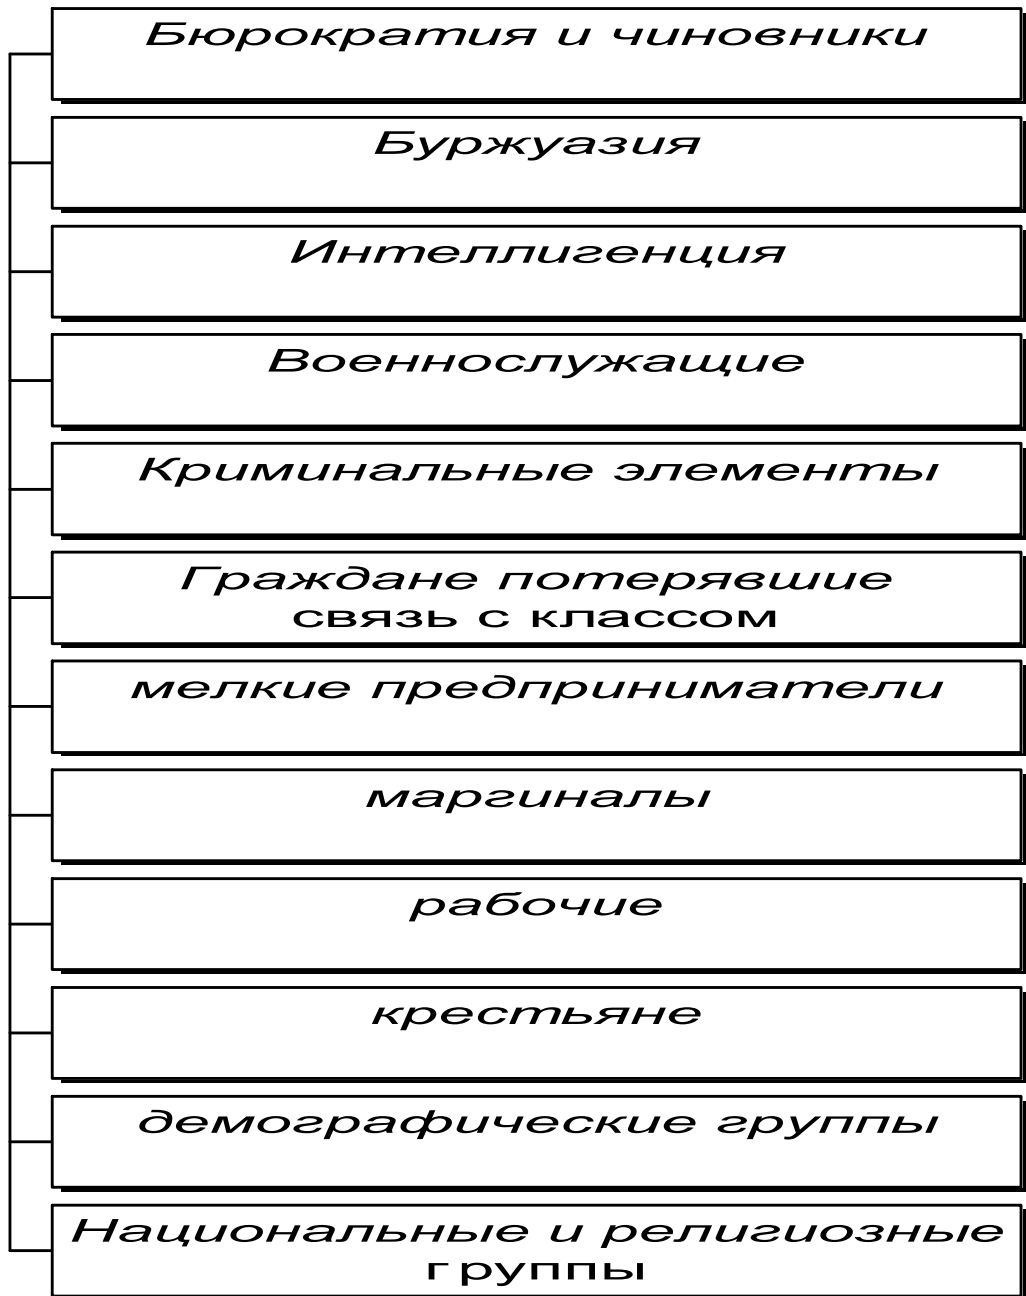 Бюрократия и чиновники
Буржуазия
Интеллигенция
Военнослужащие
Криминальные элементы
Граждане потерявшие
связь с классом
мелкие предприниматели
маргиналы
рабочие
крестьяне
демографические группы
Национальные и религиозные
группы